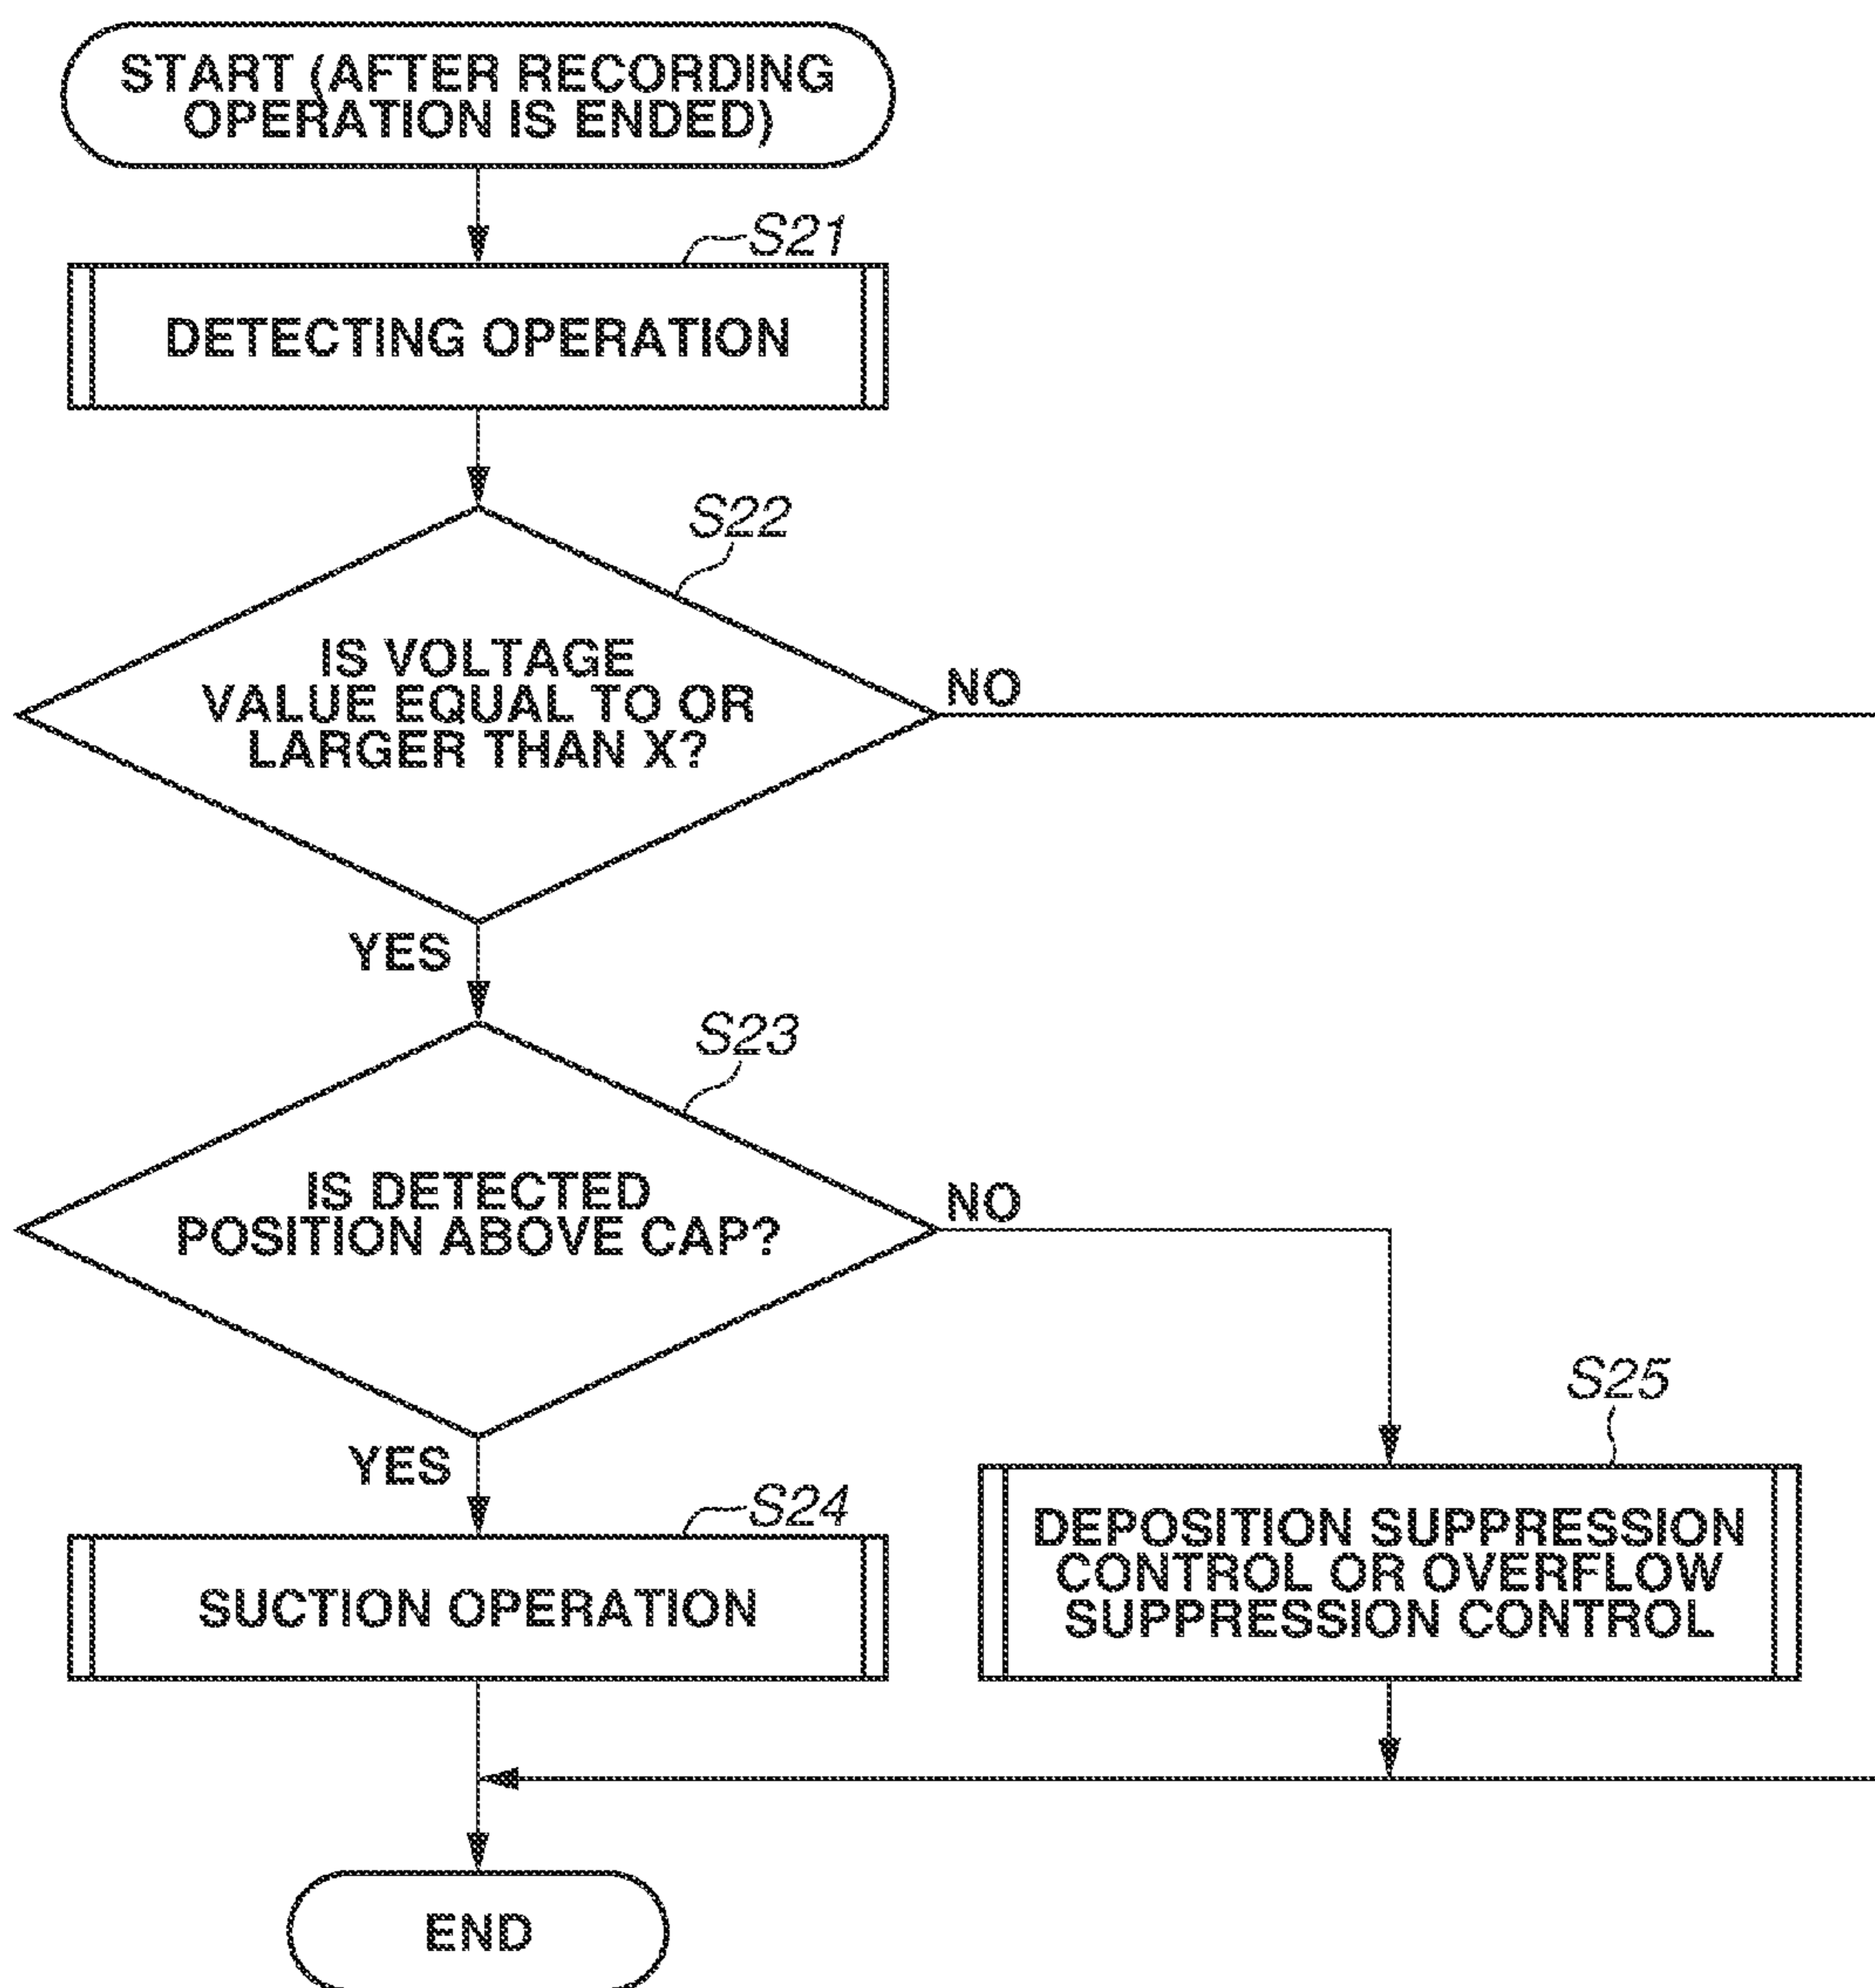 START (AFTER RECORDING
OPERATION IS ENDED)
S21
DETECTING OPERATION
S22
IS VOLTAGE
VALUE EQUAL TO OR
LARGER THAN X?
NO
YES
S23
IS DETECTED
POSITION ABOVE CAP?
NO
YES
S24
SUCTION OPERATION
S25
DEPOSITION SUPPRESSION
CONTROL OR OVERFLOW
SUPPRESSION CONTROL
END